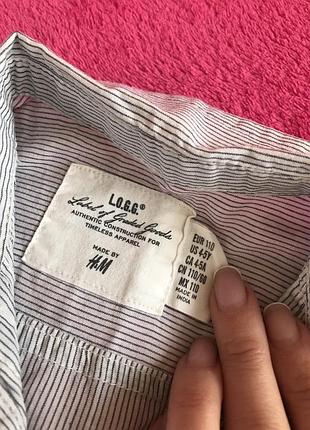 L.O.G.G.®
Label of Graded Goods
AUTHENTIC CONSTRUCTION FOR
TIMELESS APPAREL
MADE BY
H&M
EUR 110
US 4-5Y
CA 4-5A
CN 110/60
MX 110
MADE IN
INDIA